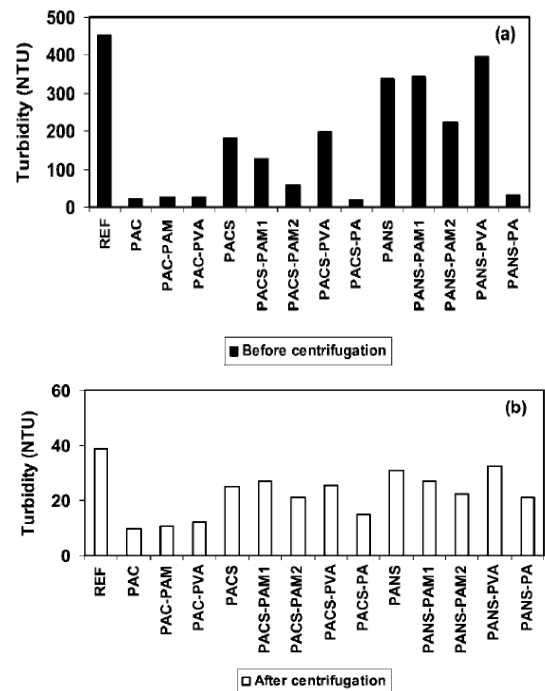 (a)
Turbidity (NTU)
500
400
300
200
100
0
REF
PAC
PAC-PAM
PAC-PVA
PACS
PACS-PAM1
PACS-PAM2
PACS-PVA
PACS-PA
PANS
PANS-PAM1
PANS-PAM2
PANS-PVA
PANS-PA
Before centrifugation
(b)
Turbidity (NTU)
60
40
20
0
REF
PAC
PAC-PAM
PAC-PVA
PACS
PACS-PAM1
PACS-PAM2
PACS-PVA
PACS-PA
PANS
PANS-PAM1
PANS-PAM2
PANS-PVA
PANS-PA
After centrifugation